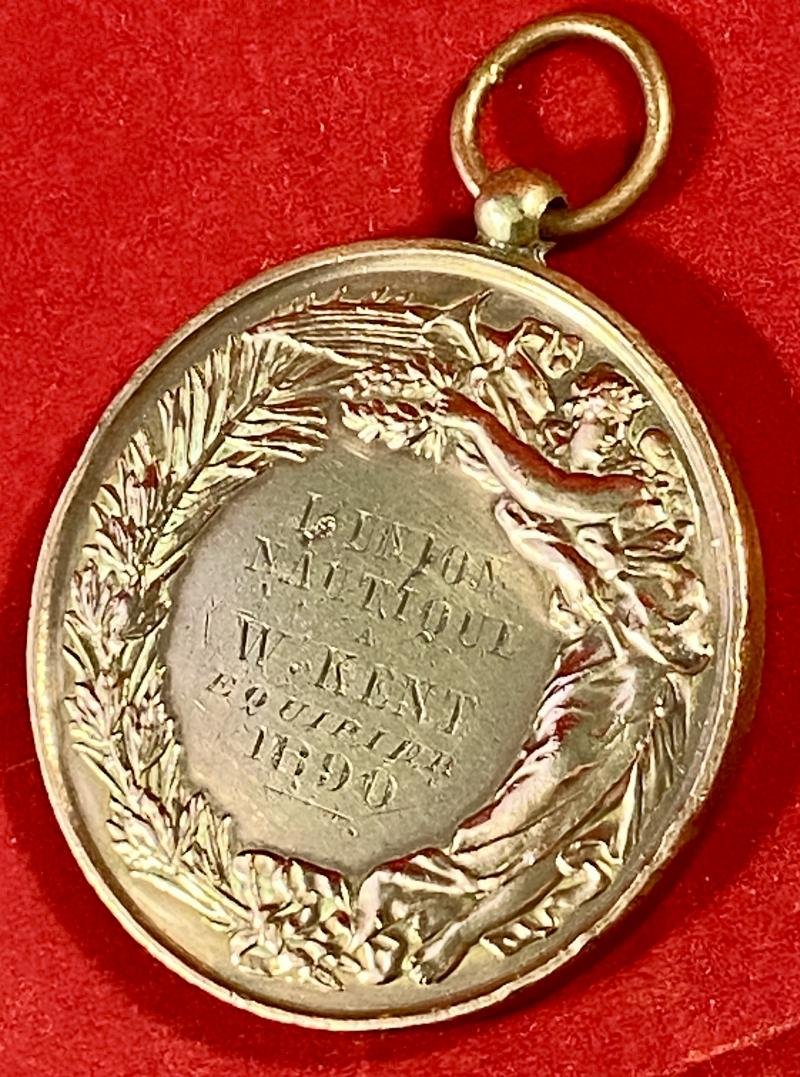 L'UNION
NAUTIQUE
A
W. KENT
EQUIPIER
1890